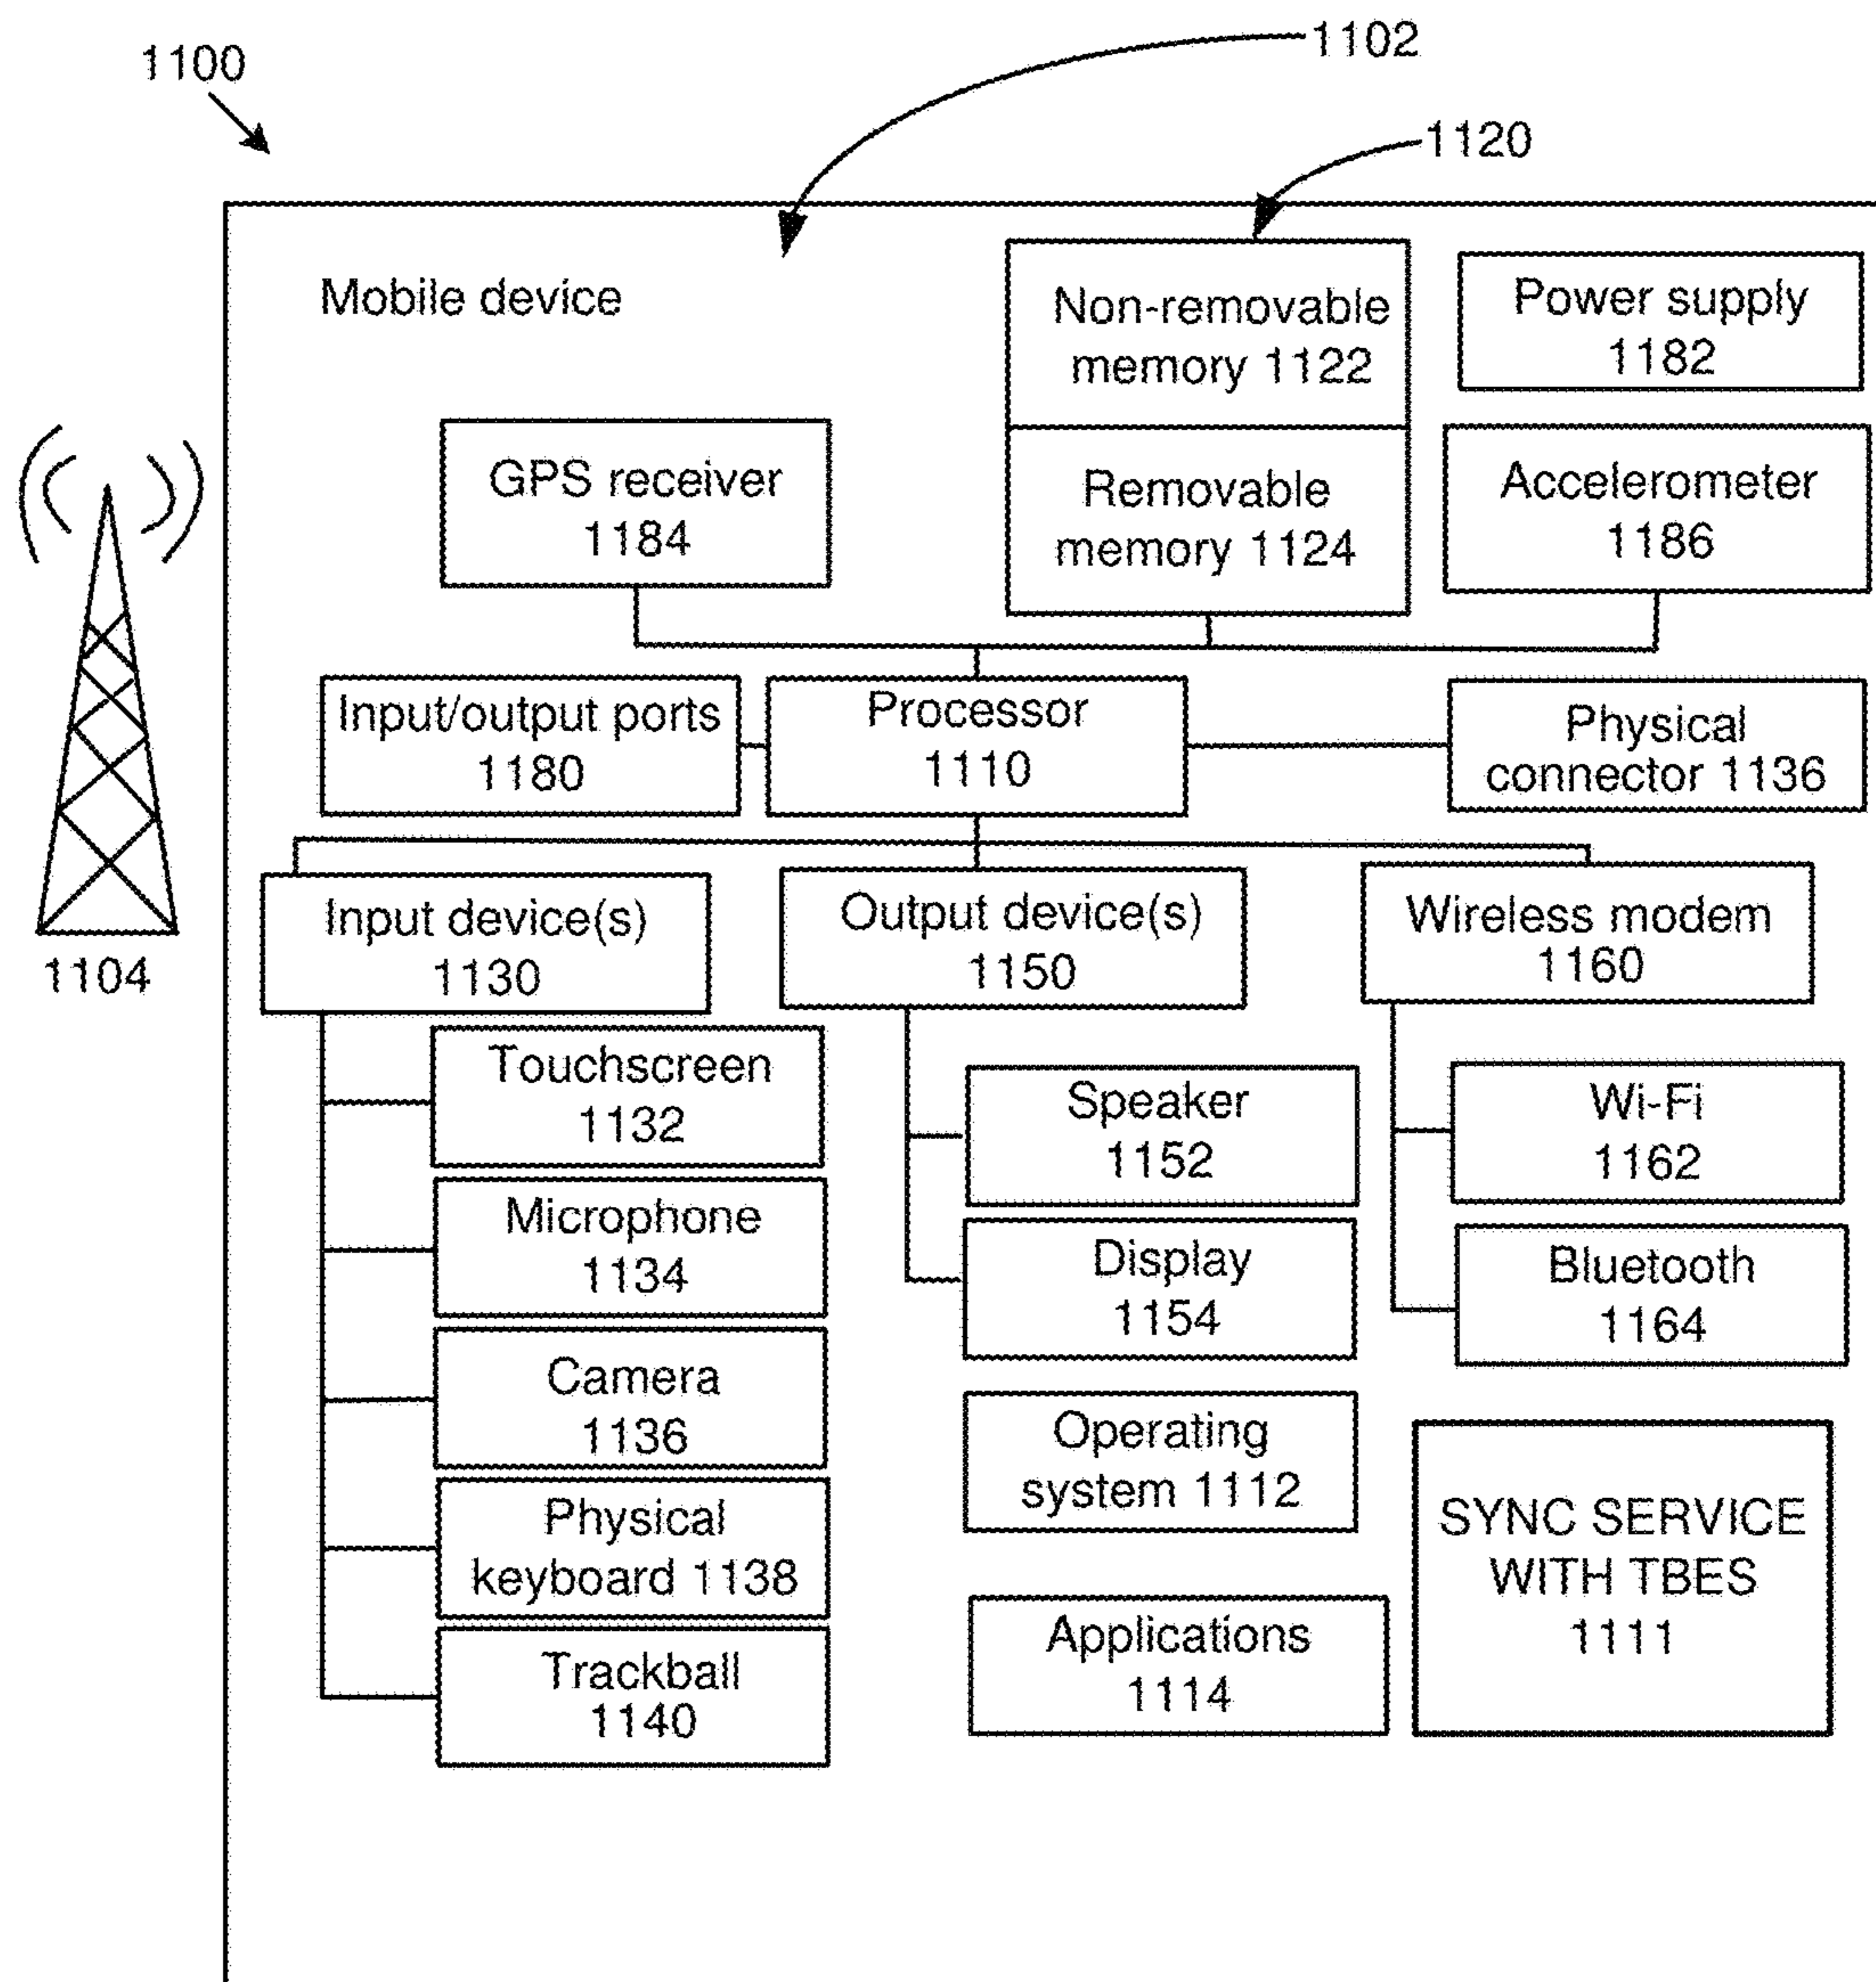 1100
1102
1120
Mobile device
Non-removable
memory 1122
Power supply
1182
GPS receiver
1184
Removable
memory 1124
Accelerometer
1186
Input/output ports
1180
Processor
1110
Physical
connector 1136
1104
Input device(s)
1130
Output device(s)
1150
Wireless modem
1160
Touchscreen
1132
Speaker
1152
Wi-Fi
1162
Microphone
1134
Display
1154
Bluetooth
1164
Camera
1136
Operating
system 1112
SYNC SERVICE
WITH TBES
1111
Physical
keyboard 1138
Applications
1114
Trackball
1140